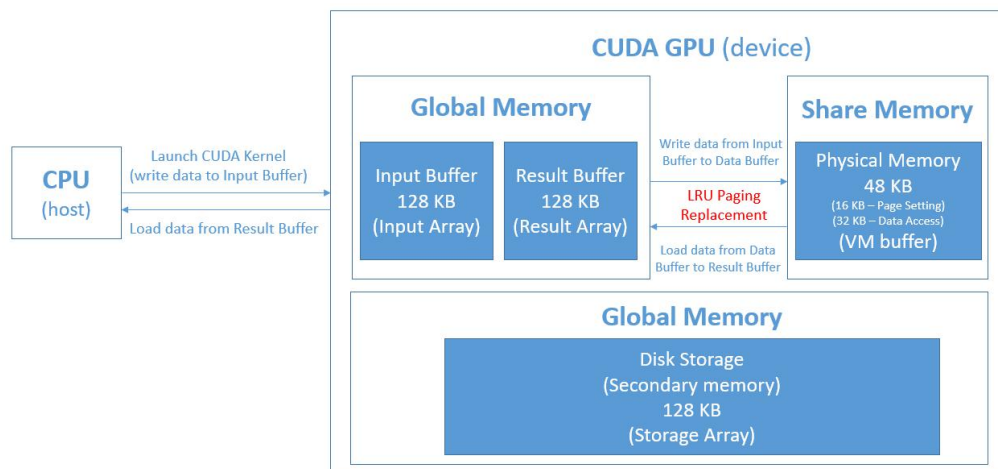 CUDA GPU (device)
Global Memory
Share Memory
CPU
(host)
Launch CUDA Kernel
(write data to Input Buffer)
Load data from Result Buffer
Input Buffer
128 KB
(Input Array)
Result Buffer
128 KB
(Result Array)
Write data from Input
Buffer to Data Buffer
LRU Paging
Replacement
Load data from Data
Buffer to Result Buffer
Physical Memory
48 KB
(16 KB – Page Setting)
(32 KB – Data Access)
(VM buffer)
Global Memory
Disk Storage
(Secondary memory)
128 KB
(Storage Array)